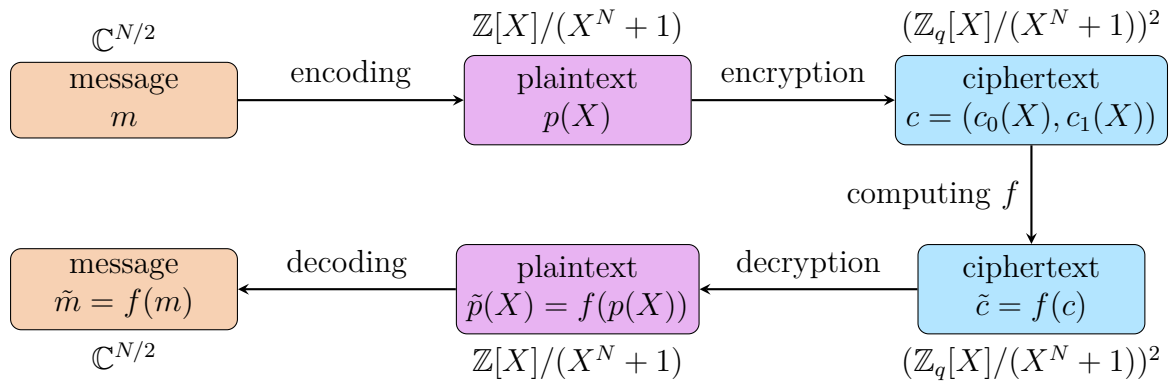 ℂ^{N/2}
ℤ[X]/(X^N + 1)
(ℤ_q[X]/(X^N + 1))^2
message
m
encoding
plaintext
p(X)
encryption
ciphertext
c = (c_0(X), c_1(X))
computing f
message
m̃ = f(m)
decoding
plaintext
p̃(X) = f(p(X))
decryption
ciphertext
c̃ = f(c)
ℂ^{N/2}
ℤ[X]/(X^N + 1)
(ℤ_q[X]/(X^N + 1))^2